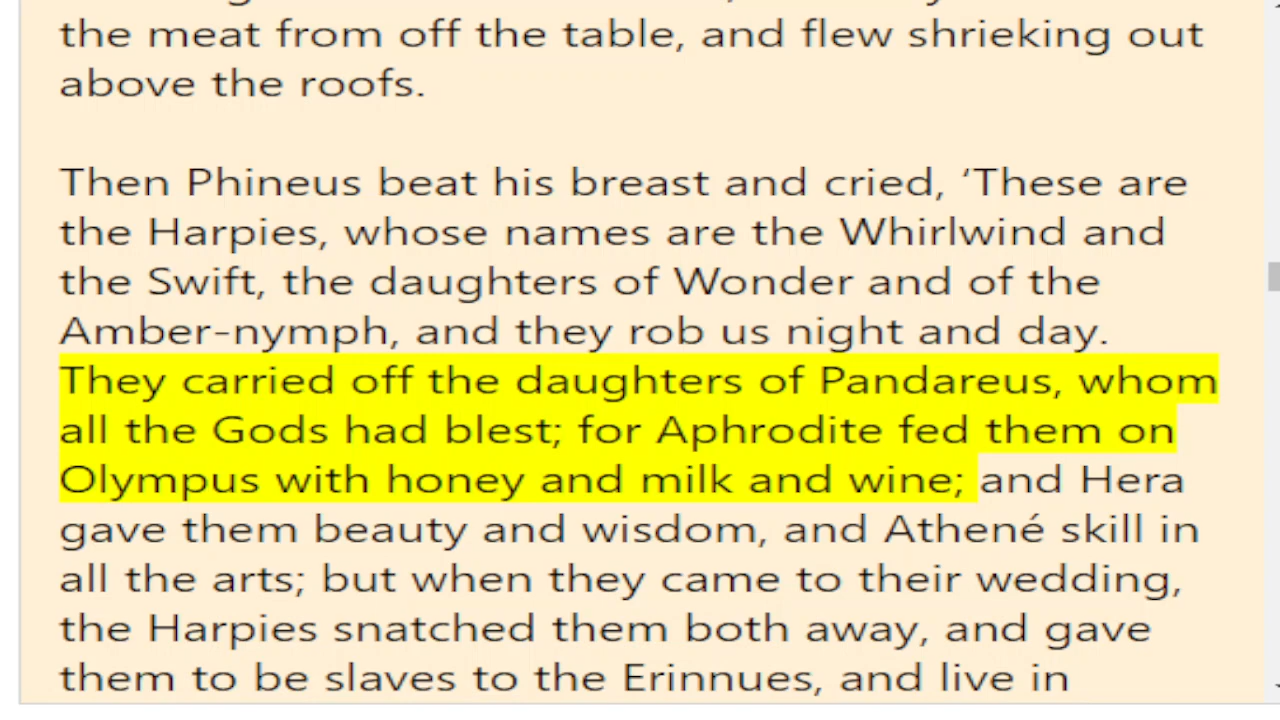 the meat from off the table, and flew shrieking out
above the roofs.
Then Phineus beat his breast and cried, ‘These are
the Harpies, whose names are the Whirlwind and
the Swift, the daughters of Wonder and of the
Amber-nymph, and they rob us night and day.
They carried off the daughters of Pandareus, whom
all the Gods had blest; for Aphrodite fed them on
Olympus with honey and milk and wine; and Hera
gave them beauty and wisdom, and Athené skill in
all the arts; but when they came to their wedding,
the Harpies snatched them both away, and gave
them to be slaves to the Erinnues, and live in